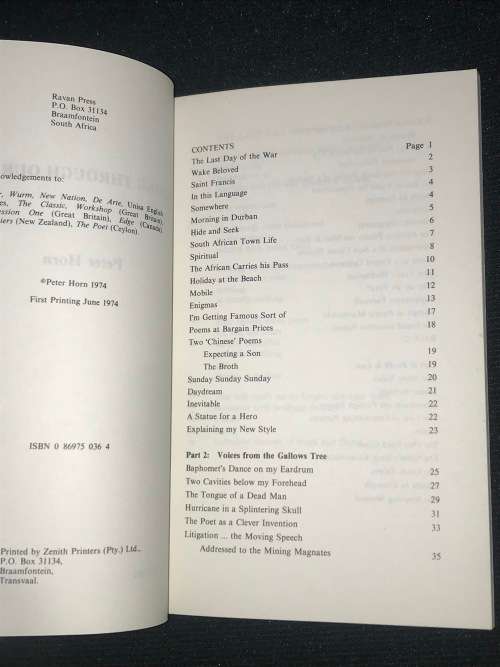 Ravan Press
P.O. Box 31134
Braamfontein
South Africa
owledgements to:
Wurm, New Nation, De Arte, Unisa English
The Classic, Workshop (Great Britain),
ession One (Great Britain), Edge (Canada),
iers (New Zealand), The Poet (Ceylon).
©Peter Horn 1974
First Printing June 1974
ISBN 0 86975 036 4
Printed by Zenith Printers (Pty.) Ltd.,
P.O. Box 31134,
Braamfontein,
Transvaal.
CONTENTS Page 1
The Last Day of the War 2
Wake Beloved 3
Saint Francis 4
In this Language 4
Somewhere 5
Morning in Durban 6
Hide and Seek 7
South African Town Life 8
Spiritual 10
The African Carries his Pass 11
Holiday at the Beach 12
Mobile 13
Enigmas 17
I'm Getting Famous Sort of 18
Poems at Bargain Prices
Two 'Chinese' Poems
Expecting a Son 19
The Broth 19
Sunday Sunday Sunday 20
Daydream 21
Inevitable 22
A Statue for a Hero 22
Explaining my New Style 23
Part 2: Voices from the Gallows Tree
Baphomet's Dance on my Eardrum 25
Two Cavities below my Forehead 27
The Tongue of a Dead Man 29
Hurricane in a Splintering Skull 31
The Poet as a Clever Invention 33
Litigation ... the Moving Speech
Addressed to the Mining Magnates 35